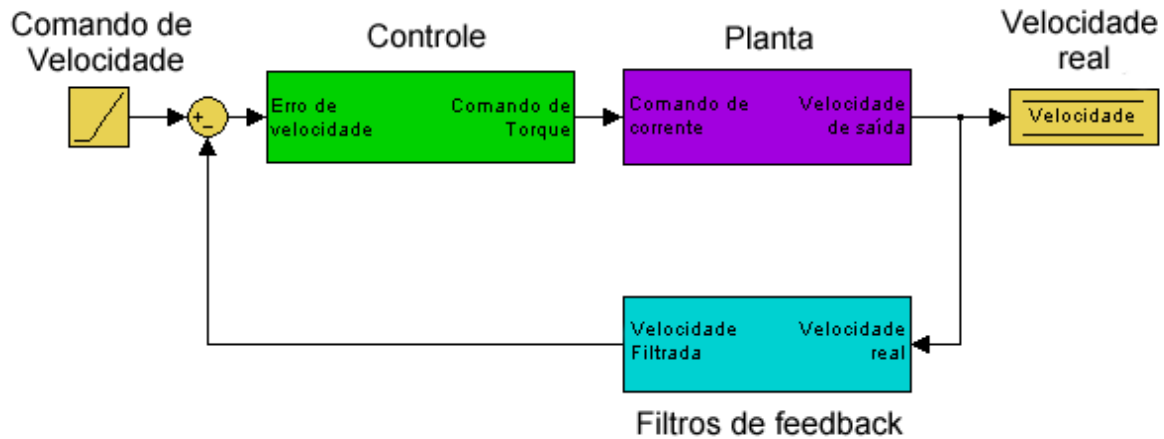 Comando de
Velocidade
Controle
Planta
Velocidade
real
Erro de
velocidade
Comando de
Torque
Comando de
corrente
Velocidade
de saída
Velocidade
+
-
Velocidade
Filtrada
Velocidade
real
Filtros de feedback